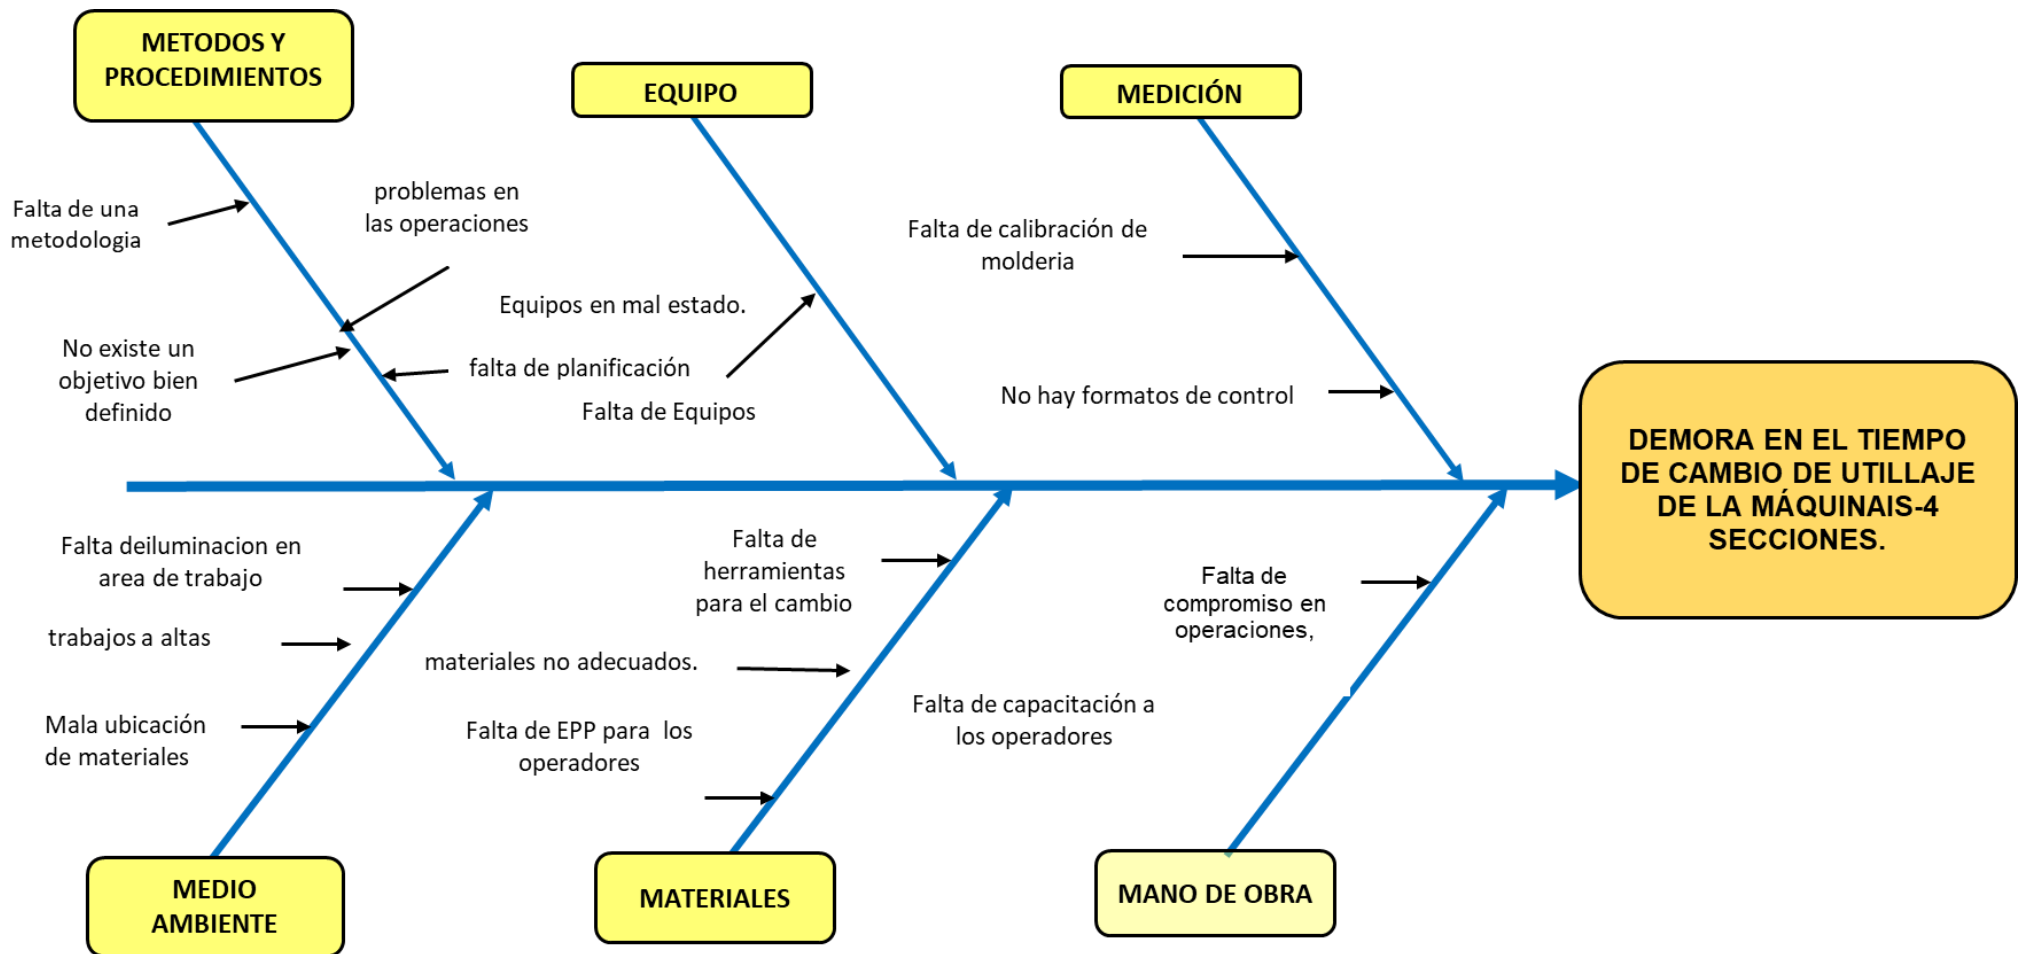 METODOS Y
PROCEDIMIENTOS
EQUIPO
MEDICIÓN
Falta de una
metodologia
problemas en
las operaciones
No existe un
objetivo bien
definido
falta de planificación
Equipos en mal estado.
Falta de Equipos
Falta de calibración de
molderia
No hay formatos de control
DEMORA EN EL TIEMPO
DE CAMBIO DE UTILLAJE
DE LA MÁQUINAIS-4
SECCIONES.
Falta deiluminacion en
area de trabajo
trabajos a altas
Mala ubicación
de materiales
Falta de
herramientas
para el cambio
materiales no adecuados.
Falta de EPP para  los
operadores
Falta de
compromiso en
operaciones,
Falta de capacitación a
los operadores
MEDIO
AMBIENTE
MATERIALES
MANO DE OBRA